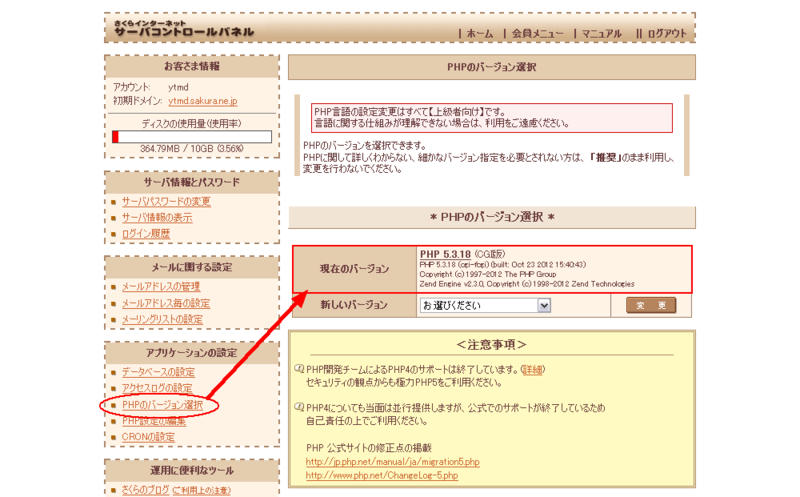 さくらインターネット
サーバコントロールパネル
| ホーム | 会員メニュー | マニュアル || ログアウト
お客さま情報
アカウント: ytmd
初期ドメイン: ytmd.sakura.ne.jp
ディスクの使用量(使用率)
364.79MB / 10GB (3.56%)
サーバ情報とパスワード
サーバパスワードの変更
サーバ情報の表示
ログイン履歴
メールに関する設定
メールアドレスの管理
メールアドレス毎の設定
メーリングリストの設定
アプリケーションの設定
データベースの設定
アクセスログの設定
PHPのバージョン選択
PHP設定の編集
CRONの設定
運用に便利なツール
さくらのブログ (ご利用上の注意)
PHPのバージョン選択
PHP言語の設定変更はすべて【上級者向け】です。
言語に関する仕組みが理解できない場合は、利用をご遠慮ください。
PHPのバージョンを選択できます。
PHPに関して詳しくわからない、細かなバージョン指定を必要とされない方は、「推奨」のまま利用し、
変更を行わないでください。
* PHPのバージョン選択 *
現在のバージョン
PHP 5.3.18 (CGI版)
PHP 5.3.18 (cgi-fcgi) (built: Oct 23 2012 15:40:43)
Copyright (c) 1997-2012 The PHP Group
Zend Engine v2.3.0, Copyright (c) 1998-2012 Zend Technologies
新しいバージョン
お選びください
変 更
<注意事項>
PHP開発チームによるPHP4のサポートは終了しています。(詳細)
セキュリティの観点からも極力PHP5をご利用ください。
PHP4についても当面は並行提供しますが、公式でのサポートが終了しているため
自己責任の上でご利用ください。
PHP 公式サイトの修正点の掲載
http://jp.php.net/manual/ja/migration5.php
http://www.php.net/ChangeLog-5.php